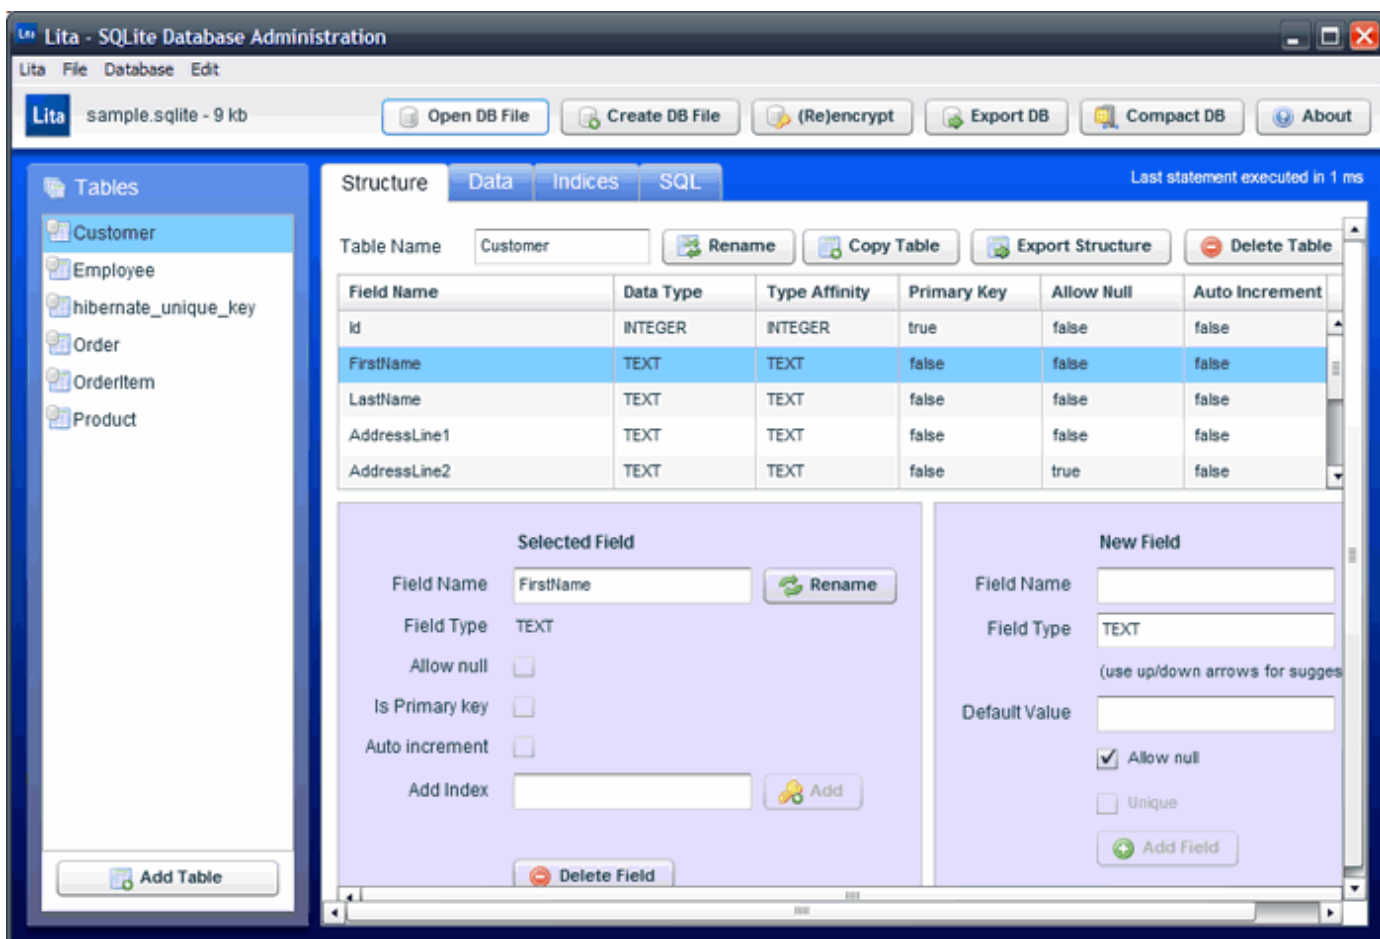 Lita - SQLite Database Administration
Lita File Database Edit
Lita sample.sqlite - 9 kb Open DB File Create DB File (Re)encrypt Export DB Compact DB About
Tables
Customer
Employee
hibernate_unique_key
Order
OrderItem
Product
Add Table
Structure Data Indices SQL Last statement executed in 1 ms
Table Name Customer Rename Copy Table Export Structure Delete Table
Field Name Data Type Type Affinity Primary Key Allow Null Auto Increment
Id INTEGER INTEGER true false false
FirstName TEXT TEXT false false false
LastName TEXT TEXT false false false
AddressLine1 TEXT TEXT false false false
AddressLine2 TEXT TEXT false true false
Selected Field
Field Name FirstName Rename
Field Type TEXT
Allow null
Is Primary key
Auto increment
Add Index Add
Delete Field
New Field
Field Name
Field Type TEXT
(use up/down arrows for sugges
Default Value
Allow null
Unique
Add Field